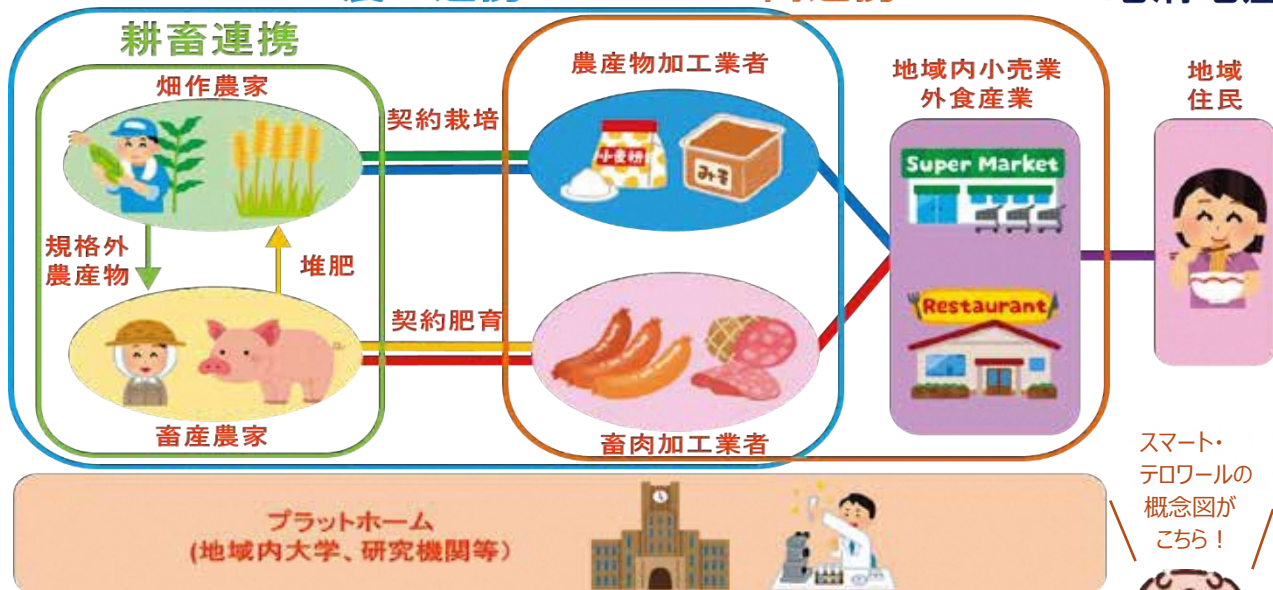 耕畜連携
畑作農家
契約栽培
農産物加工業者
地域内小売業
外食産業
地域
住民
小麦粉
みそ
Super Market
規格外
農産物
堆肥
契約肥育
Restaurant
畜産農家
畜肉加工業者
プラットホーム
(地域内大学、研究機関等)
スマート・
テロワールの
概念図が
こちら！